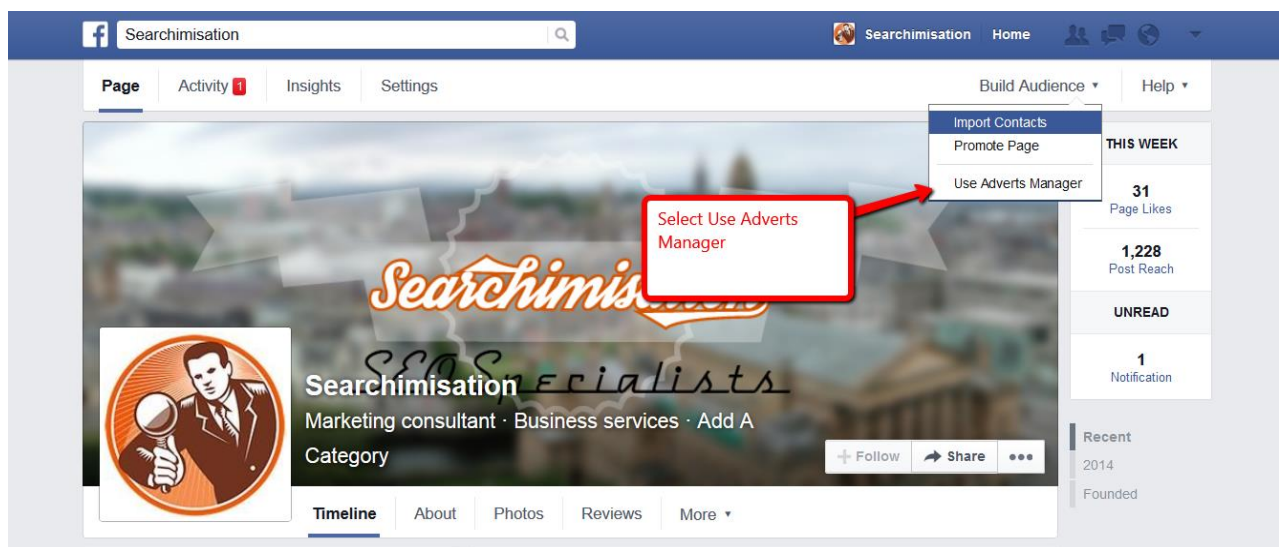 Searchimisation
Searchimisation Home
Page Activity 1 Insights Settings
Build Audience Help
Import Contacts
Promote Page
Use Adverts Manager
Select Use Adverts
Manager
THIS WEEK
31
Page Likes
1,228
Post Reach
UNREAD
1
Notification
Recent
2014
Founded
Searchimisation
SEO Specialists
Searchimisation
Marketing consultant · Business services · Add A
Category
+ Follow Share
Timeline About Photos Reviews More